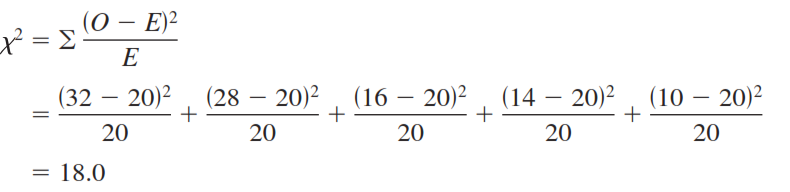 χ² = Σ (O − E)² / E
= (32 − 20)² / 20 + (28 − 20)² / 20 + (16 − 20)² / 20 + (14 − 20)² / 20 + (10 − 20)² / 20
= 18.0